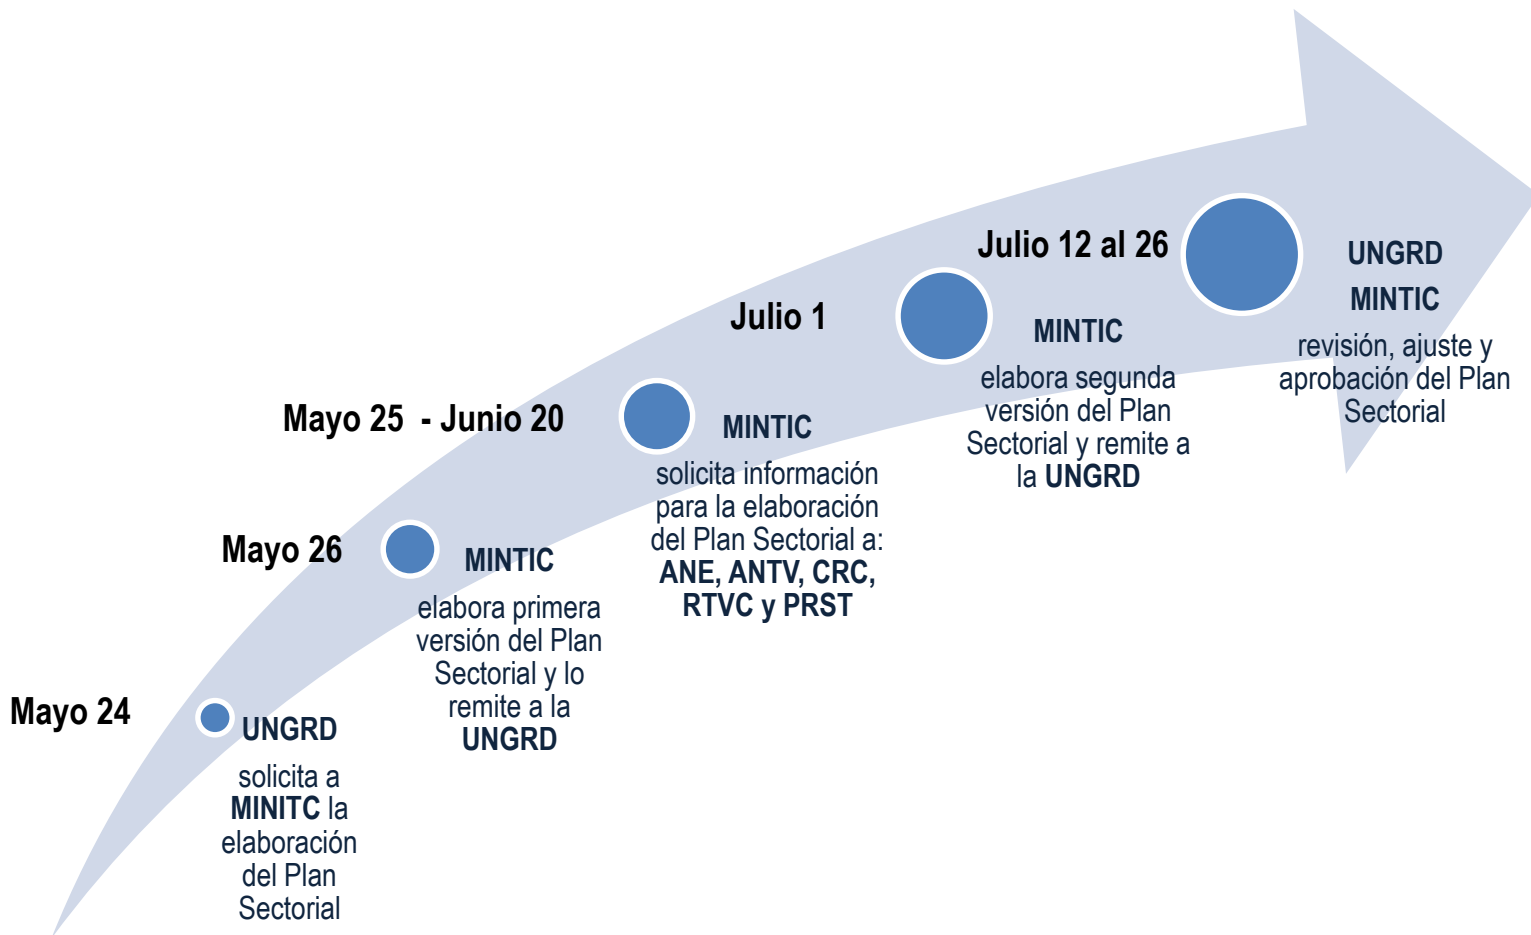 Mayo 24
UNGRD
solicita a
MINITC la
elaboración
del Plan
Sectorial
Mayo 26
MINTIC
elabora primera
versión del Plan
Sectorial y lo
remite a la
UNGRD
Mayo 25 - Junio 20
MINTIC
solicita información
para la elaboración
del Plan Sectorial a:
ANE, ANTV, CRC,
RTVC y PRST
Julio 1
MINTIC
elabora segunda
versión del Plan
Sectorial y remite a
la UNGRD
Julio 12 al 26
UNGRD
MINTIC
revisión, ajuste y
aprobación del Plan
Sectorial